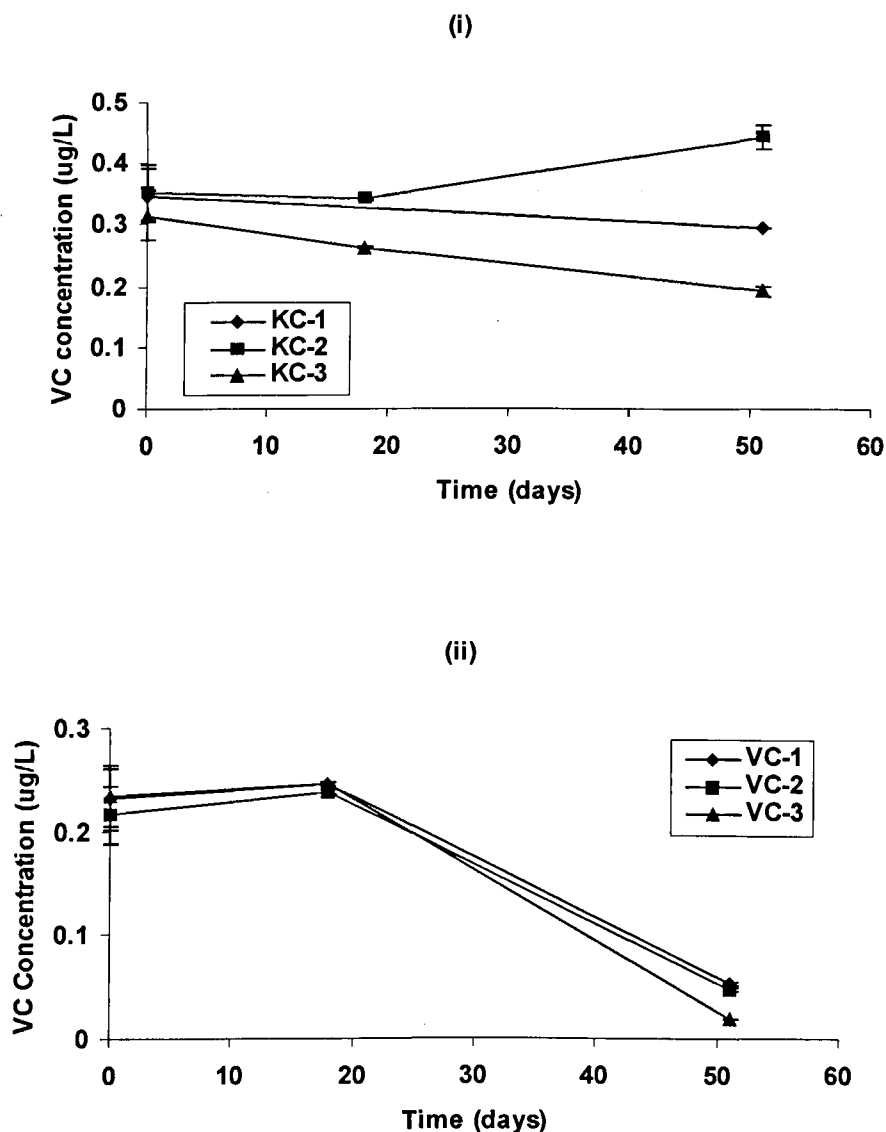 (i)
VC concentration (ug/L)
0.5
0.4
0.3
0.2
0.1
0
KC-1
KC-2
KC-3
0 10 20 30 40 50 60
Time (days)
(ii)
VC Concentration (ug/L)
0.3
0.2
0.1
0
VC-1
VC-2
VC-3
0 10 20 30 40 50 60
Time (days)